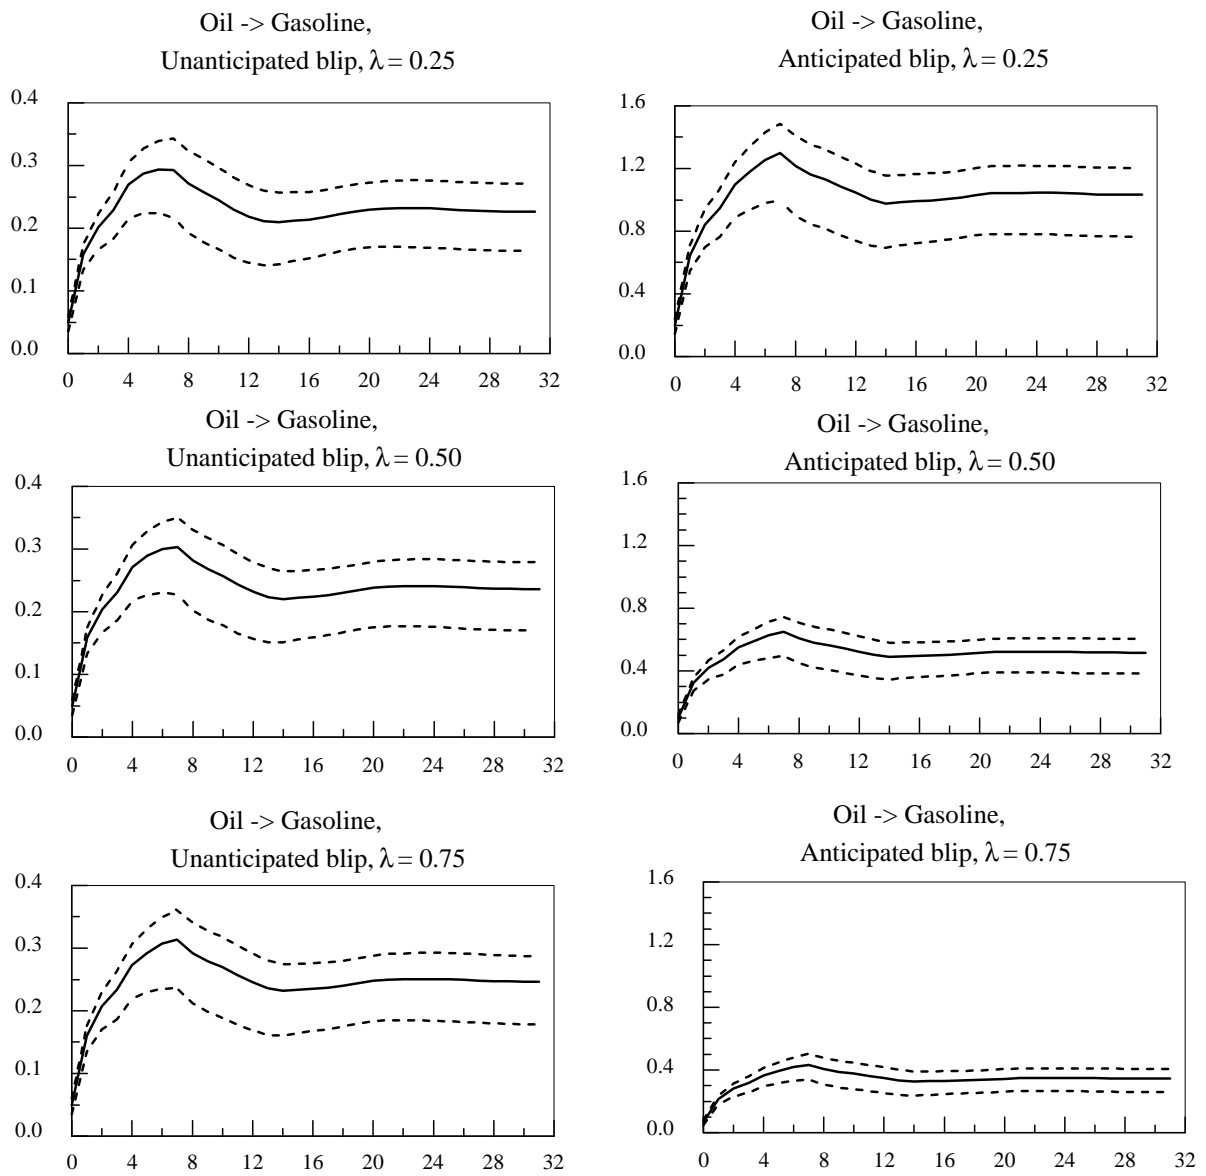 Oil -> Gasoline,
Unanticipated blip, λ = 0.25
0.4
0.3
0.2
0.1
0.0
0 4 8 12 16 20 24 28 32
Oil -> Gasoline,
Anticipated blip, λ = 0.25
1.6
1.2
0.8
0.4
0.0
0 4 8 12 16 20 24 28 32
Oil -> Gasoline,
Unanticipated blip, λ = 0.50
0.4
0.3
0.2
0.1
0.0
0 4 8 12 16 20 24 28 32
Oil -> Gasoline,
Anticipated blip, λ = 0.50
1.6
1.2
0.8
0.4
0.0
0 4 8 12 16 20 24 28 32
Oil -> Gasoline,
Unanticipated blip, λ = 0.75
0.4
0.3
0.2
0.1
0.0
0 4 8 12 16 20 24 28 32
Oil -> Gasoline,
Anticipated blip, λ = 0.75
1.6
1.2
0.8
0.4
0.0
0 4 8 12 16 20 24 28 32